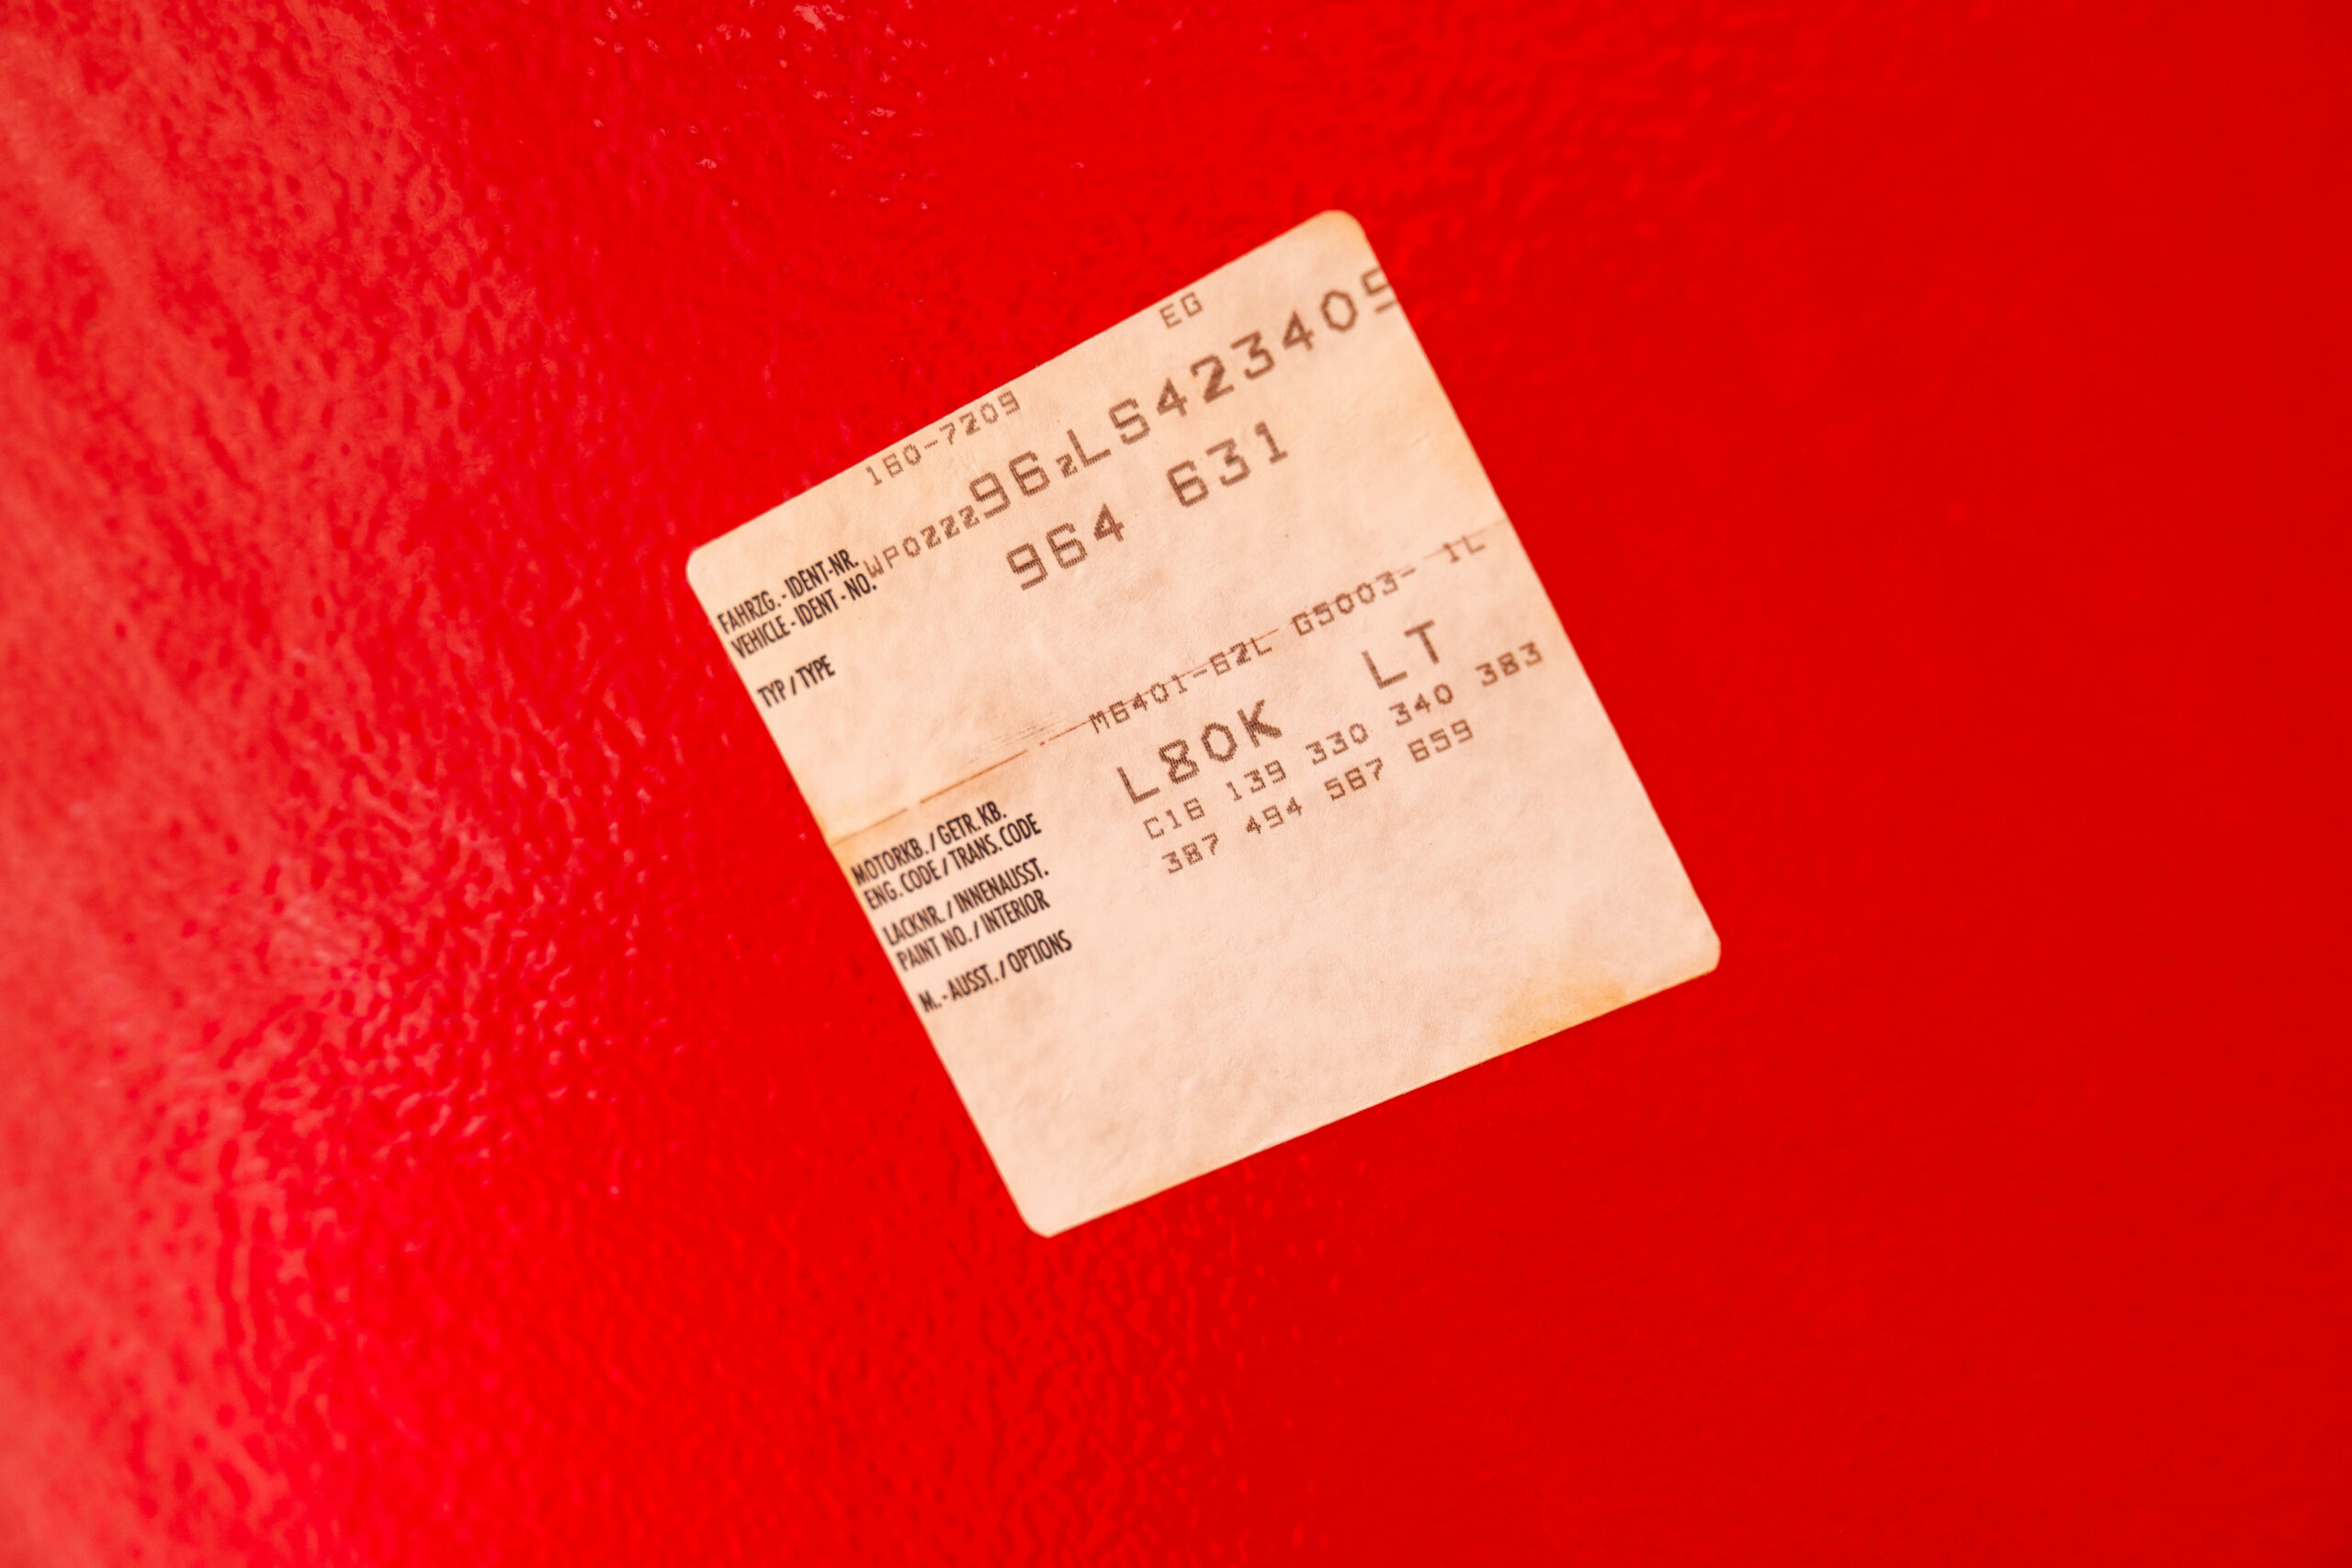 160-7209 EG
FAHRZG.-IDENT-NR.
VEHICLE-IDENT-NO. WP0ZZZ96ZLS423405
TYP/TYPE 964 631
MOTORKB./GETR.KB.
ENG.CODE/TRANS.CODE M6401-62L G5003- 1L
LACKNR./INNENAUSST.
PAINT NO./INTERIOR L80K LT
M.-AUSST./OPTIONS C16 139 330 340 383
387 494 567 659